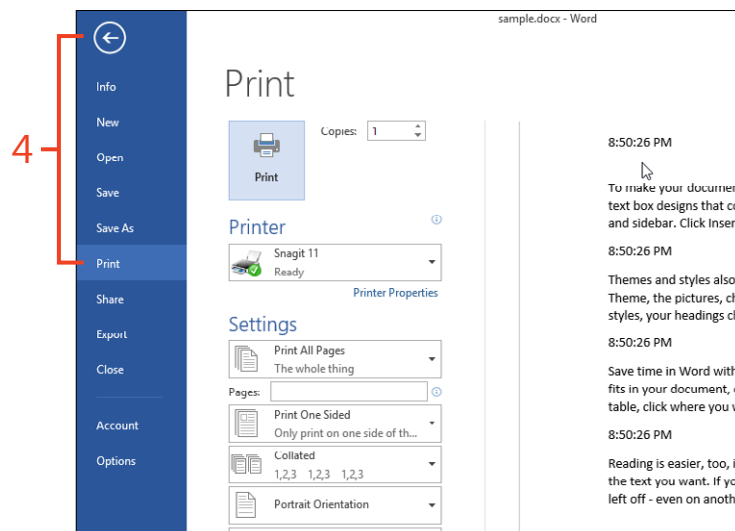 sample.docx - Word
4
Info
New
Open
Save
Save As
Print
Share
Export
Close
Account
Options
Print
Copies: 1
Print
Printer
Snagit 11
Ready
Printer Properties
Settings
Print All Pages
The whole thing
Pages:
Print One Sided
Only print on one side of th...
Collated
1,2,3 1,2,3 1,2,3
Portrait Orientation
8:50:26 PM
To make your documen
text box designs that co
and sidebar. Click Inser
8:50:26 PM
Themes and styles also
Theme, the pictures, ch
styles, your headings ch
8:50:26 PM
Save time in Word with
fits in your document,
table, click where you w
8:50:26 PM
Reading is easier, too, i
the text you want. If yo
left off - even on anoth